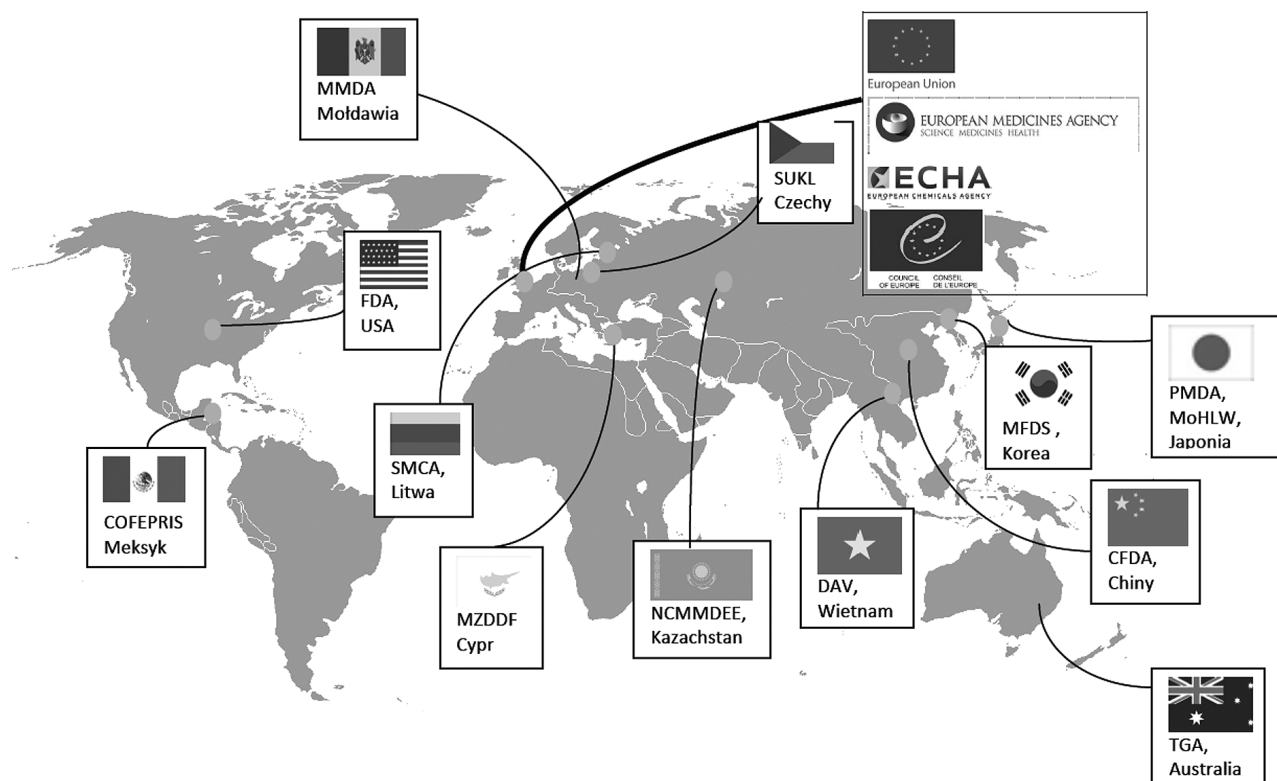 MMDA
Mołdawia
European Union
EUROPEAN MEDICINES AGENCY
SCIENCE MEDICINES HEALTH
ECHA
EUROPEAN CHEMICALS AGENCY
COUNCIL CONSEIL
OF EUROPE DE L'EUROPE
SUKL
Czechy
FDA,
USA
COFEPRIS
Meksyk
SMCA,
Litwa
MZDDF
Cypr
NCMMDEE,
Kazachstan
DAV,
Wietnam
MFDS ,
Korea
PMDA,
MoHLW,
Japonia
CFDA,
Chiny
TGA,
Australia